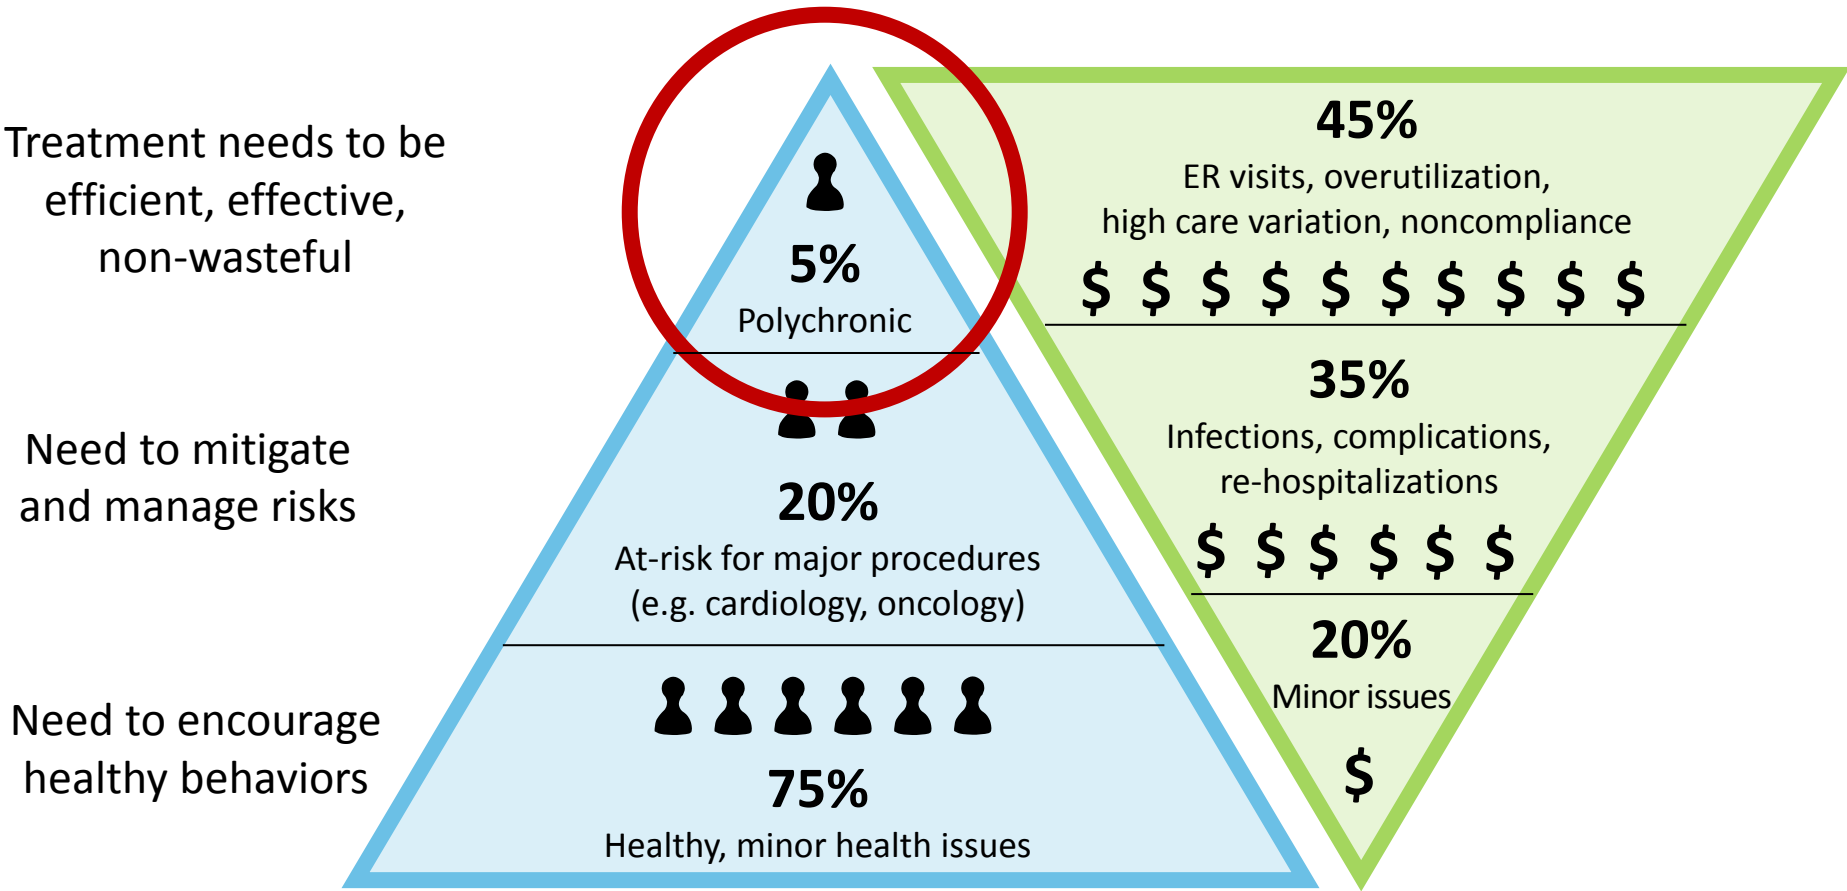 Treatment needs to be
efficient, effective,
non-wasteful
5%
Polychronic
45%
ER visits, overutilization,
high care variation, noncompliance
$ $ $ $ $ $ $ $ $ $
Need to mitigate
and manage risks
20%
At-risk for major procedures
(e.g. cardiology, oncology)
35%
Infections, complications,
re-hospitalizations
$ $ $ $ $ $
Need to encourage
healthy behaviors
75%
Healthy, minor health issues
20%
Minor issues
$